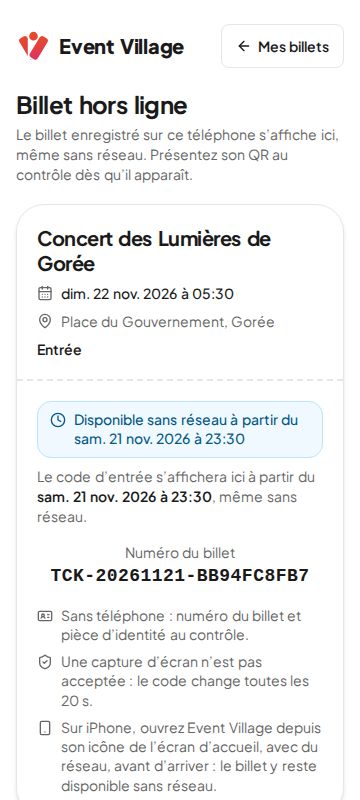 Event Village
Mes billets
Billet hors ligne
Le billet enregistré sur ce téléphone s’affiche ici,
même sans réseau. Présentez son QR au
contrôle dès qu’il apparaît.
Concert des Lumières de
Gorée
dim. 22 nov. 2026 à 05:30
Place du Gouvernement, Gorée
Entrée
Disponible sans réseau à partir du
sam. 21 nov. 2026 à 23:30
Le code d’entrée s’affichera ici à partir du
sam. 21 nov. 2026 à 23:30, même sans
réseau.
Numéro du billet
TCK-20261121-BB94FC8FB7
Sans téléphone : numéro du billet et
pièce d’identité au contrôle.
Une capture d’écran n’est pas
acceptée : le code change toutes les
20 s.
Sur iPhone, ouvrez Event Village depuis
son icône de l’écran d’accueil, avec du
réseau, avant d’arriver : le billet y reste
disponible sans réseau.